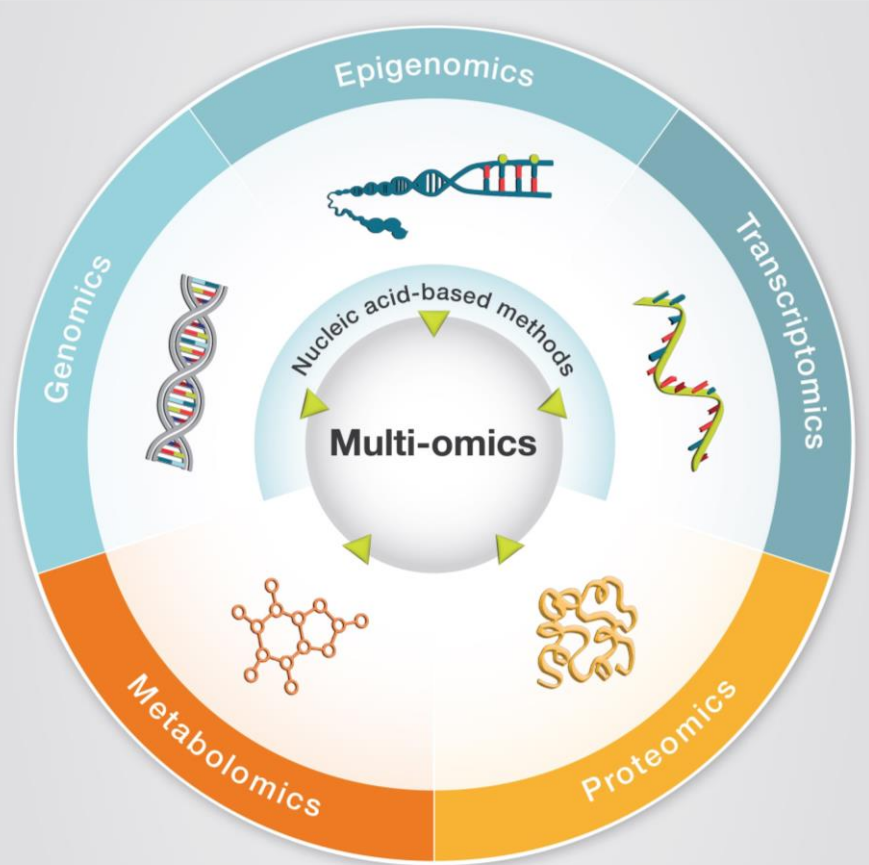 Epigenomics
Genomics
Transcriptomics
Nucleic acid-based methods
Multi-omics
Metabolomics
Proteomics